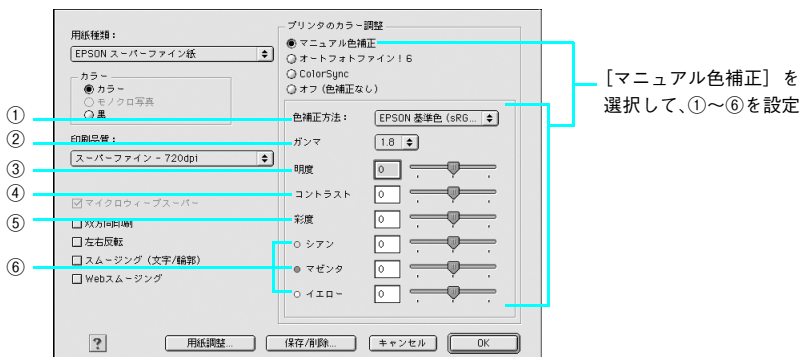 用紙種類：
EPSON スーパーファイン紙
カラー
カラー
モノクロ写真
黒
印刷品質：
スーパーファイン - 720dpi
マイクロウィーブスーパー
双方向印刷
左右反転
スムージング（文字/輪郭）
Webスムージング
プリンタのカラー調整
マニュアル色補正
オートフォトファイン！6
ColorSync
オフ（色補正なし）
色補正方法：
EPSON 基準色（sRG...
ガンマ
1.8
明度
0
コントラスト
0
彩度
0
シアン
0
マゼンタ
0
イエロー
0
?
用紙調整...
保存/削除...
キャンセル
OK
①
②
③
④
⑤
⑥
［マニュアル色補正］を
選択して、①～⑥を設定